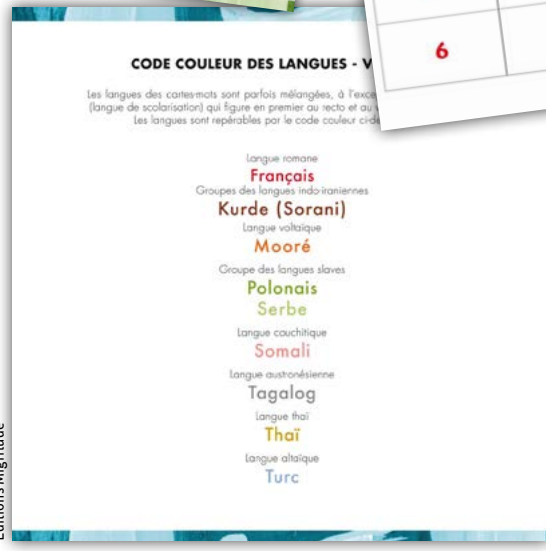 6
CODE COULEUR DES LANGUES - V
Les langues des cartes-mots sont parfois mélangées, à l'exce
(langue de scolarisation) qui figure en premier au recto et au
Les langues sont repérables par le code couleur ci-de
Langue romane
Français
Groupes des langues indo-iraniennes
Kurde (Sorani)
Langue voltaïque
Mooré
Groupe des langues slaves
Polonais
Serbe
Langue couchitique
Somali
Langue austronésienne
Tagalog
Langue thaï
Thaï
Langue altaïque
Turc
Éditions Migrilude